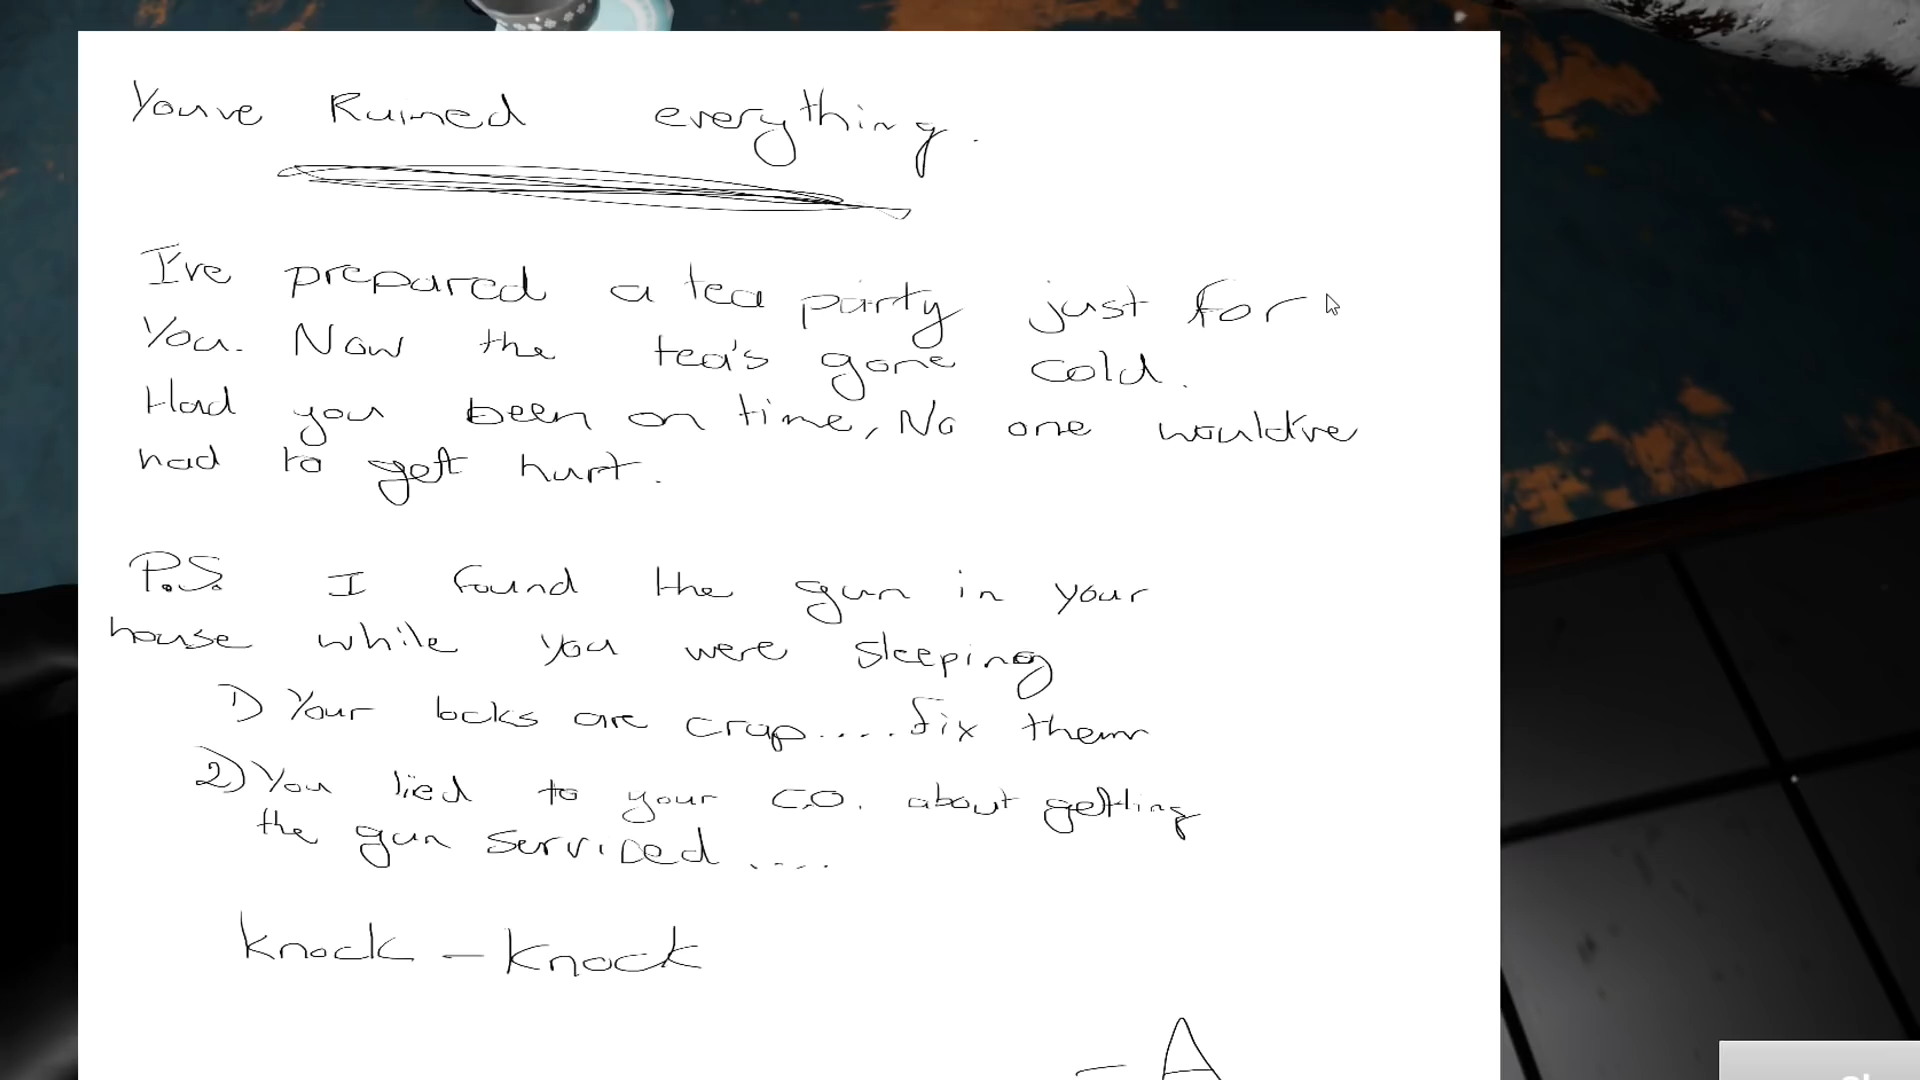 You've Ruined everything.
I've prepared a tea party just for
You. Now the tea's gone cold.
Had you been on time, No one would've
had to get hurt.
P.S. I found the gun in your
house while you were sleeping
1) Your locks are crap.... fix them
2) You lied to your C.O. about getting
the gun serviced ....
knock - knock
- A